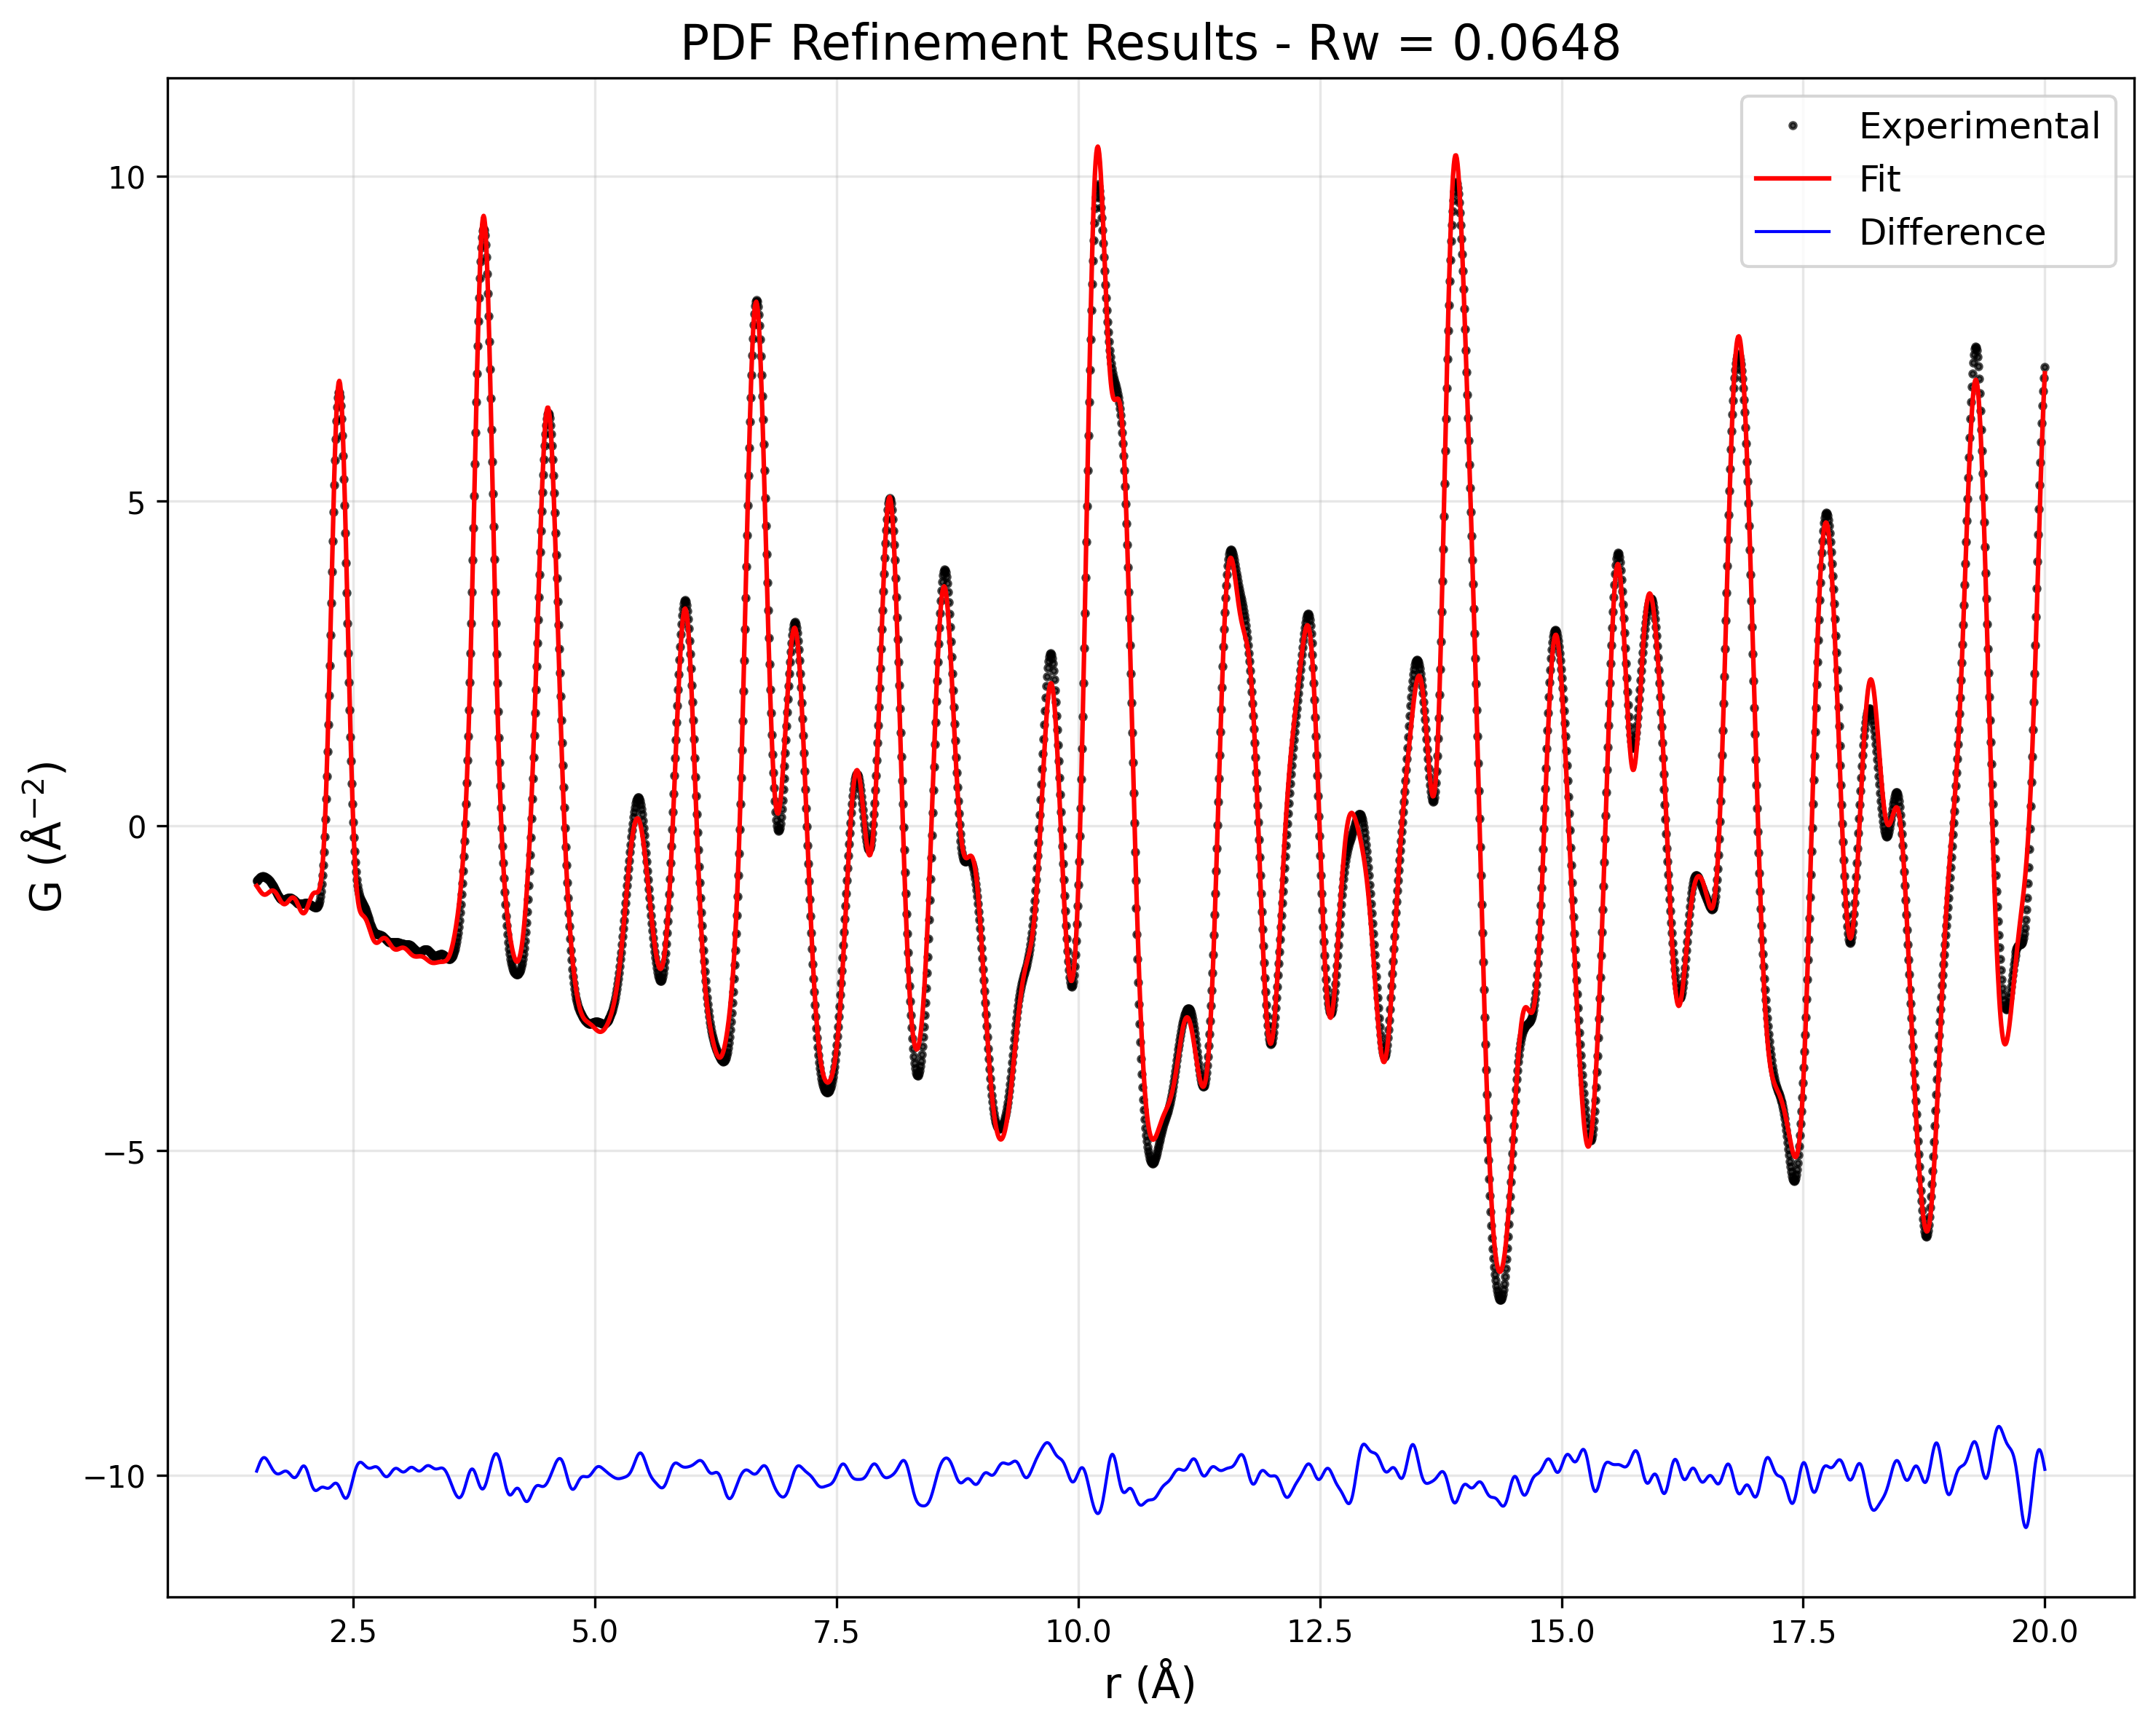 PDF Refinement Results - Rw = 0.0648
Experimental
Fit
Difference
G (Å⁻²)
10
5
0
−5
−10
2.5 5.0 7.5 10.0 12.5 15.0 17.5 20.0
r (Å)